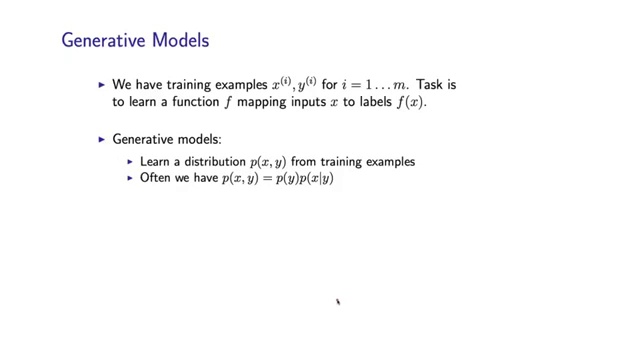 Generative Models
▶ We have training examples x^(i), y^(i) for i = 1 . . . m. Task is
to learn a function f mapping inputs x to labels f(x).
▶ Generative models:
▶ Learn a distribution p(x, y) from training examples
▶ Often we have p(x, y) = p(y)p(x|y)